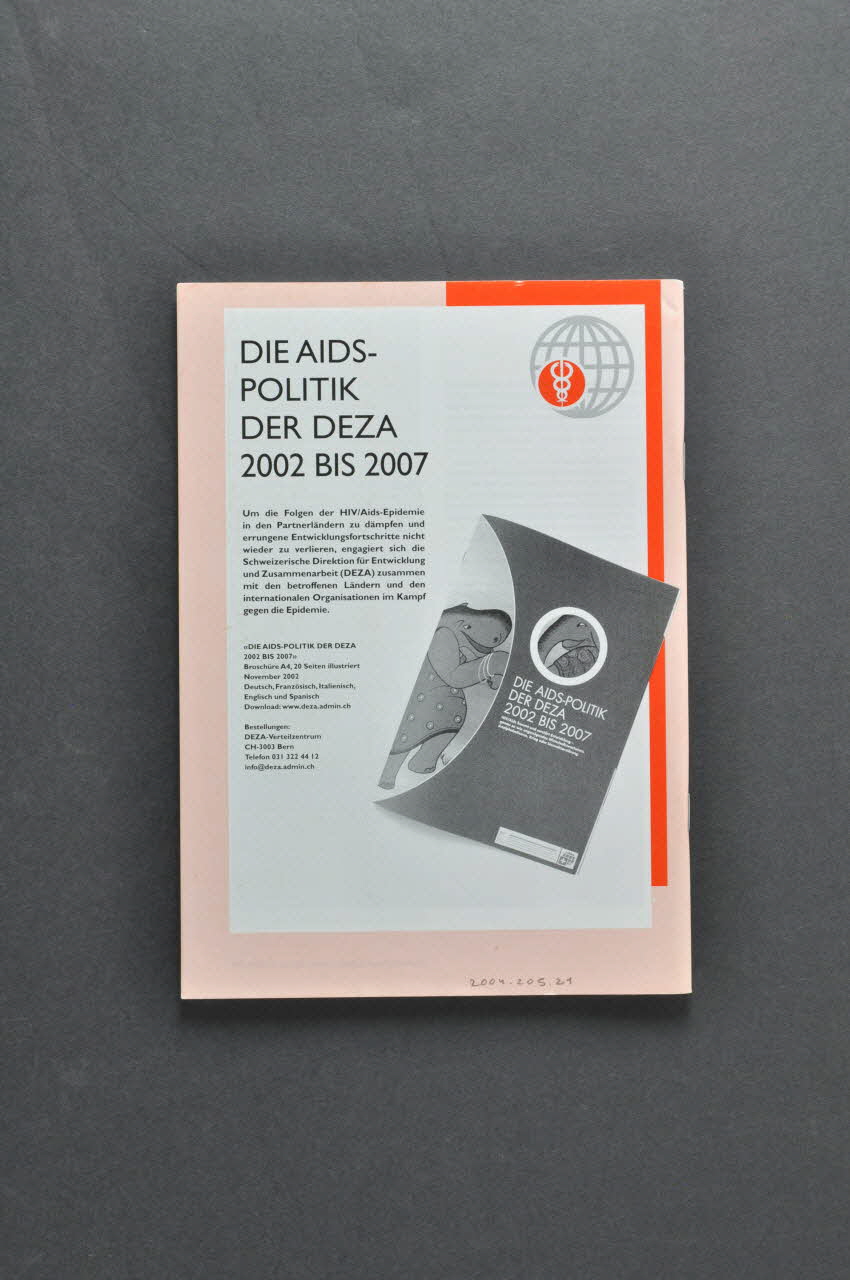 DIE AIDS-
POLITIK
DER DEZA
2002 BIS 2007
Um die Folgen der HIV/Aids-Epidemie
in den Partnerländern zu dämpfen und
errungene Entwicklungsfortschritte nicht
wieder zu verlieren, engagiert sich die
Schweizerische Direktion für Entwicklung
und Zusammenarbeit (DEZA) zusammen
mit den betroffenen Ländern und den
internationalen Organisationen im Kampf
gegen die Epidemie.
«DIE AIDS-POLITIK DER DEZA
2002 BIS 2007»
Broschüre A4, 20 Seiten illustriert
November 2002
Deutsch, Französisch, Italienisch,
Englisch und Spanisch
Download: www.deza.admin.ch
Bestellungen:
DEZA-Verteilzentrum
CH-3003 Bern
Telefon 031 322 44 12
info@deza.admin.ch
DIE AIDS-POLITIK
DER DEZA
2002 BIS 2007
2004.205.21